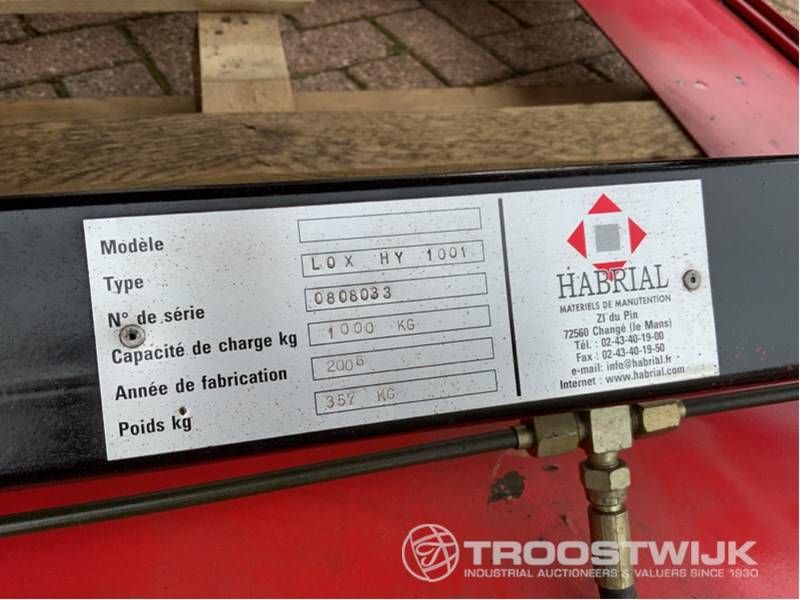 Modèle
Type LOX HY 1001
N° de série 0808033
Capacité de charge kg 1000 KG
Année de fabrication 2006
Poids kg 357 KG
HABRIAL
MATERIELS DE MANUTENTION
ZI du Pin
72560 Changé (le Mans)
Tél. : 02-43-40-19-00
Fax : 02-43-40-19-50
e-mail: info@habrial.fr
Internet : www.habrial.com
TROOSTWIJK
INDUSTRIAL AUCTIONEERS & VALUERS SINCE 1930